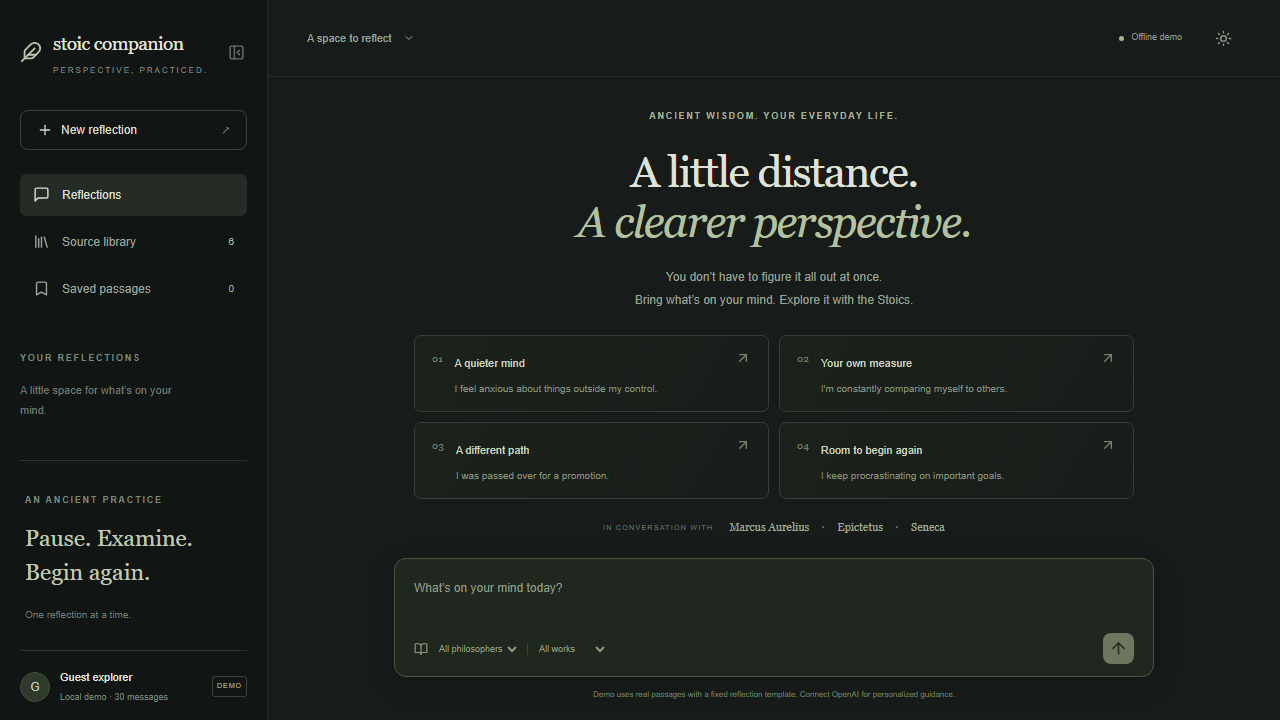 stoic companion
PERSPECTIVE, PRACTICED.
New reflection
Reflections
Source library 6
Saved passages 0
YOUR REFLECTIONS
A little space for what's on your
mind.
AN ANCIENT PRACTICE
Pause. Examine.
Begin again.
One reflection at a time.
G
Guest explorer
Local demo · 30 messages
DEMO
A space to reflect
Offline demo
ANCIENT WISDOM. YOUR EVERYDAY LIFE.
A little distance.
A clearer perspective.
You don't have to figure it all out at once.
Bring what's on your mind. Explore it with the Stoics.
01 A quieter mind
I feel anxious about things outside my control.
02 Your own measure
I'm constantly comparing myself to others.
03 A different path
I was passed over for a promotion.
04 Room to begin again
I keep procrastinating on important goals.
IN CONVERSATION WITH Marcus Aurelius · Epictetus · Seneca
What's on your mind today?
All philosophers All works
Demo uses real passages with a fixed reflection template. Connect OpenAI for personalized guidance.